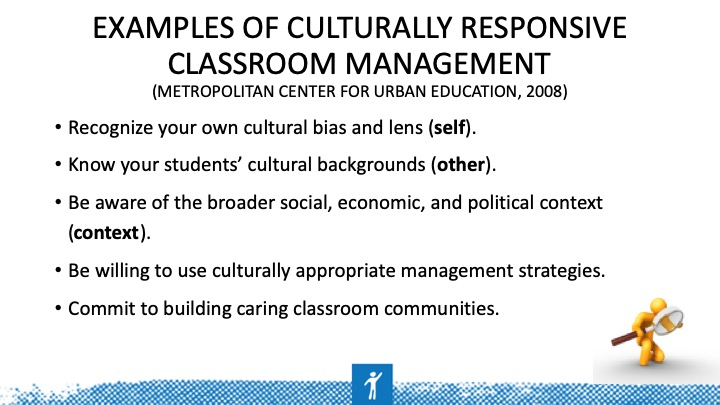 EXAMPLES OF CULTURALLY RESPONSIVE
CLASSROOM MANAGEMENT
(METROPOLITAN CENTER FOR URBAN EDUCATION, 2008)
• Recognize your own cultural bias and lens (self).
• Know your students’ cultural backgrounds (other).
• Be aware of the broader social, economic, and political context
(context).
• Be willing to use culturally appropriate management strategies.
• Commit to building caring classroom communities.